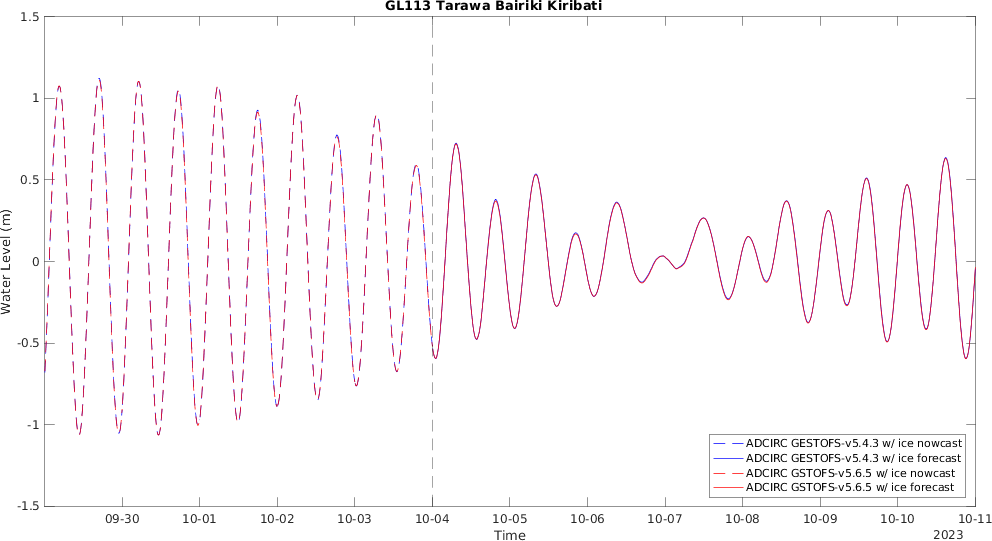 GL113 Tarawa Bairiki Kiribati
1.5
1
0.5
0
-0.5
-1
-1.5
Water Level (m)
ADCIRC GESTOFS-v5.4.3 w/ ice nowcast
ADCIRC GESTOFS-v5.4.3 w/ ice forecast
ADCIRC GSTOFS-v5.6.5 w/ ice nowcast
ADCIRC GSTOFS-v5.6.5 w/ ice forecast
09-30 10-01 10-02 10-03 10-04 10-05 10-06 10-07 10-08 10-09 10-10 10-11
Time
2023